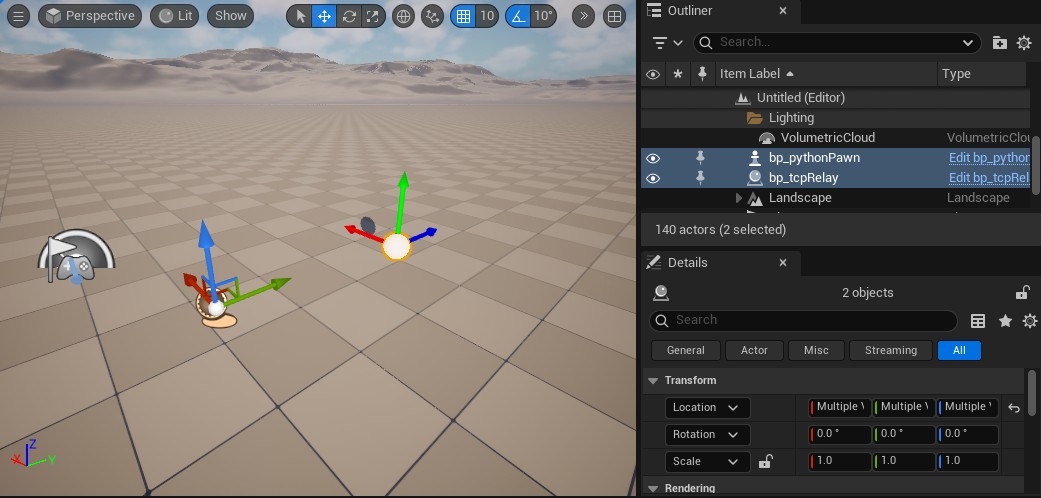 Perspective Lit Show 10 10°
Outliner
Search...
Item Label Type
Untitled (Editor)
Lighting
VolumetricCloud VolumetricClou
bp_pythonPawn Edit bp_python
bp_tcpRelay Edit bp_tcpRel
Landscape Landscape
140 actors (2 selected)
Details
2 objects
Search
General Actor Misc Streaming All
Transform
Location Multiple Multiple Multiple
Rotation 0.0 ° 0.0 ° 0.0 °
Scale 1.0 1.0 1.0
Rendering
X Z Y